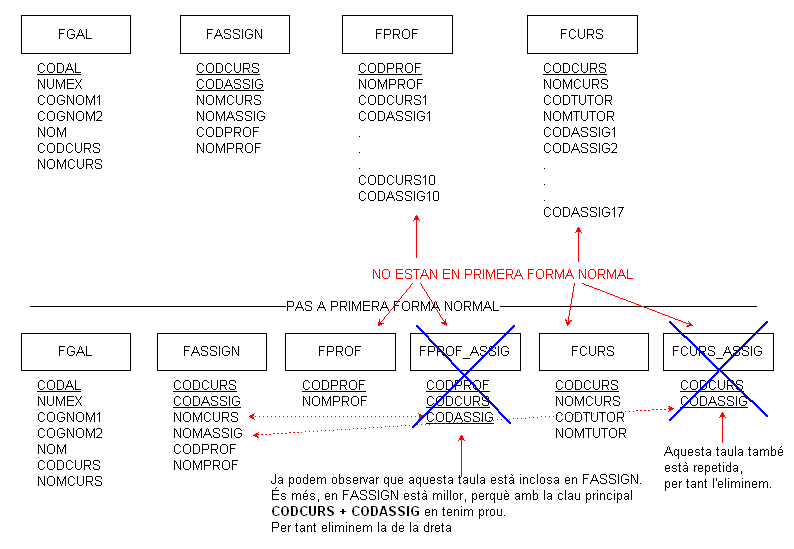 FGAL
FASSIGN
FPROF
FCURS
CODAL
NUMEX
COGNOM1
COGNOM2
NOM
CODCURS
NOMCURS
CODCURS
CODASSIG
NOMCURS
NOMASSIG
CODPROF
NOMPROF
CODPROF
NOMPROF
CODCURS1
CODASSIG1
.
.
.
CODCURS10
CODASSIG10
CODCURS
NOMCURS
CODTUTOR
NOMTUTOR
CODASSIG1
CODASSIG2
.
.
.
CODASSIG17
NO ESTAN EN PRIMERA FORMA NORMAL
PAS A PRIMERA FORMA NORMAL
FGAL
FASSIGN
FPROF
FPROF_ASSIG
FCURS
FCURS_ASSIG
CODAL
NUMEX
COGNOM1
COGNOM2
NOM
CODCURS
NOMCURS
CODCURS
CODASSIG
NOMCURS
NOMASSIG
CODPROF
NOMPROF
CODPROF
NOMPROF
CODPROF
CODCURS
CODASSIG
CODCURS
NOMCURS
CODTUTOR
NOMTUTOR
CODCURS
CODASSIG
Ja podem observar que aquesta taula està inclosa en FASSIGN.
És més, en FASSIGN està millor, perquè amb la clau principal
CODCURS + CODASSIG en tenim prou.
Per tant eliminem la de la dreta
Aquesta taula també
està repetida,
per tant l'eliminem.